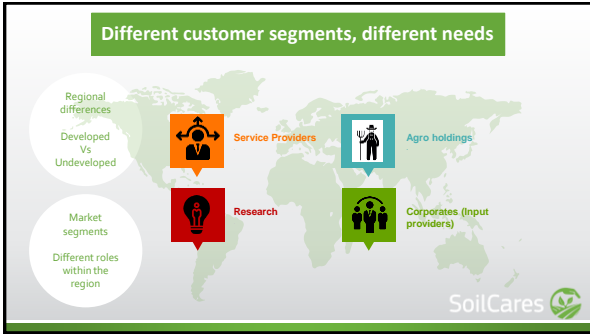 Different customer segments, different needs
Regional
differences
Developed
Vs
Undeveloped
Service Providers
Agro holdings
Research
Corporates (Input
providers)
Market
segments
Different roles
within the
region
SoilCares